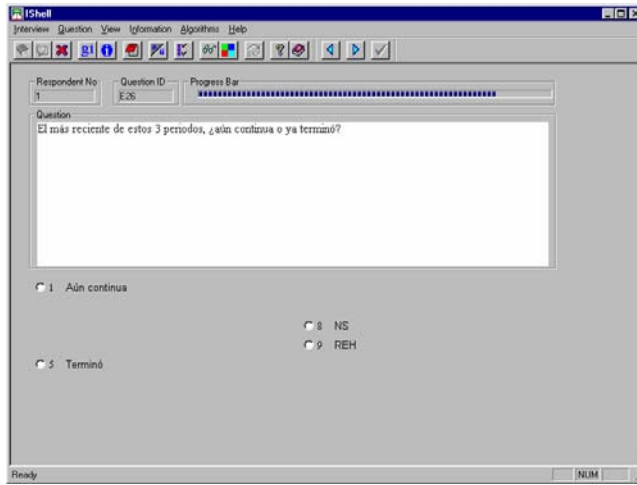 IShell
Interview Question View Information Algorithms Help
Respondent No
Question ID
Progress Bar
1
E26
Question
El más reciente de estos 3 periodos, ¿aún continua o ya terminó?
1 Aún continua
8 NS
9 REH
5 Terminó
Ready
NUM